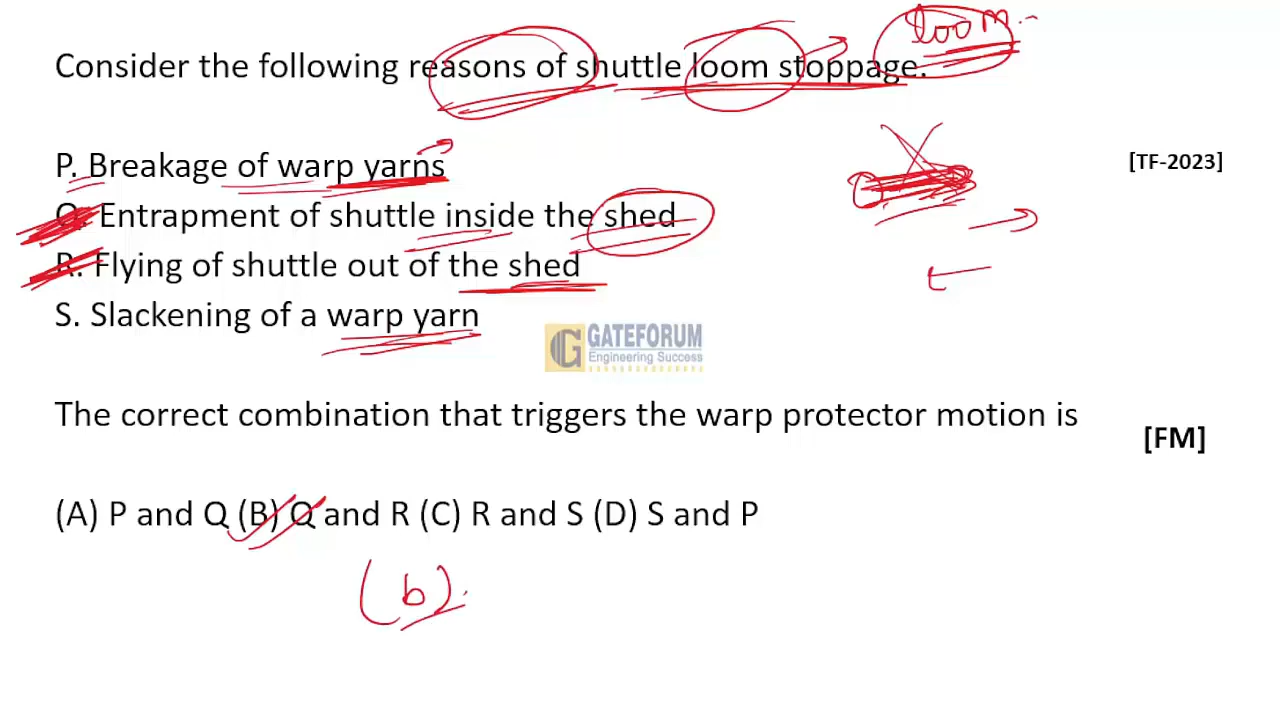 loom.
Consider the following reasons of shuttle loom stoppage.
P. Breakage of warp yarns
[TF-2023]
Q. Entrapment of shuttle inside the shed
R. Flying of shuttle out of the shed
S. Slackening of a warp yarn
GATEFORUM
Engineering Success
The correct combination that triggers the warp protector motion is
[FM]
(A) P and Q (B) Q and R (C) R and S (D) S and P
(b).